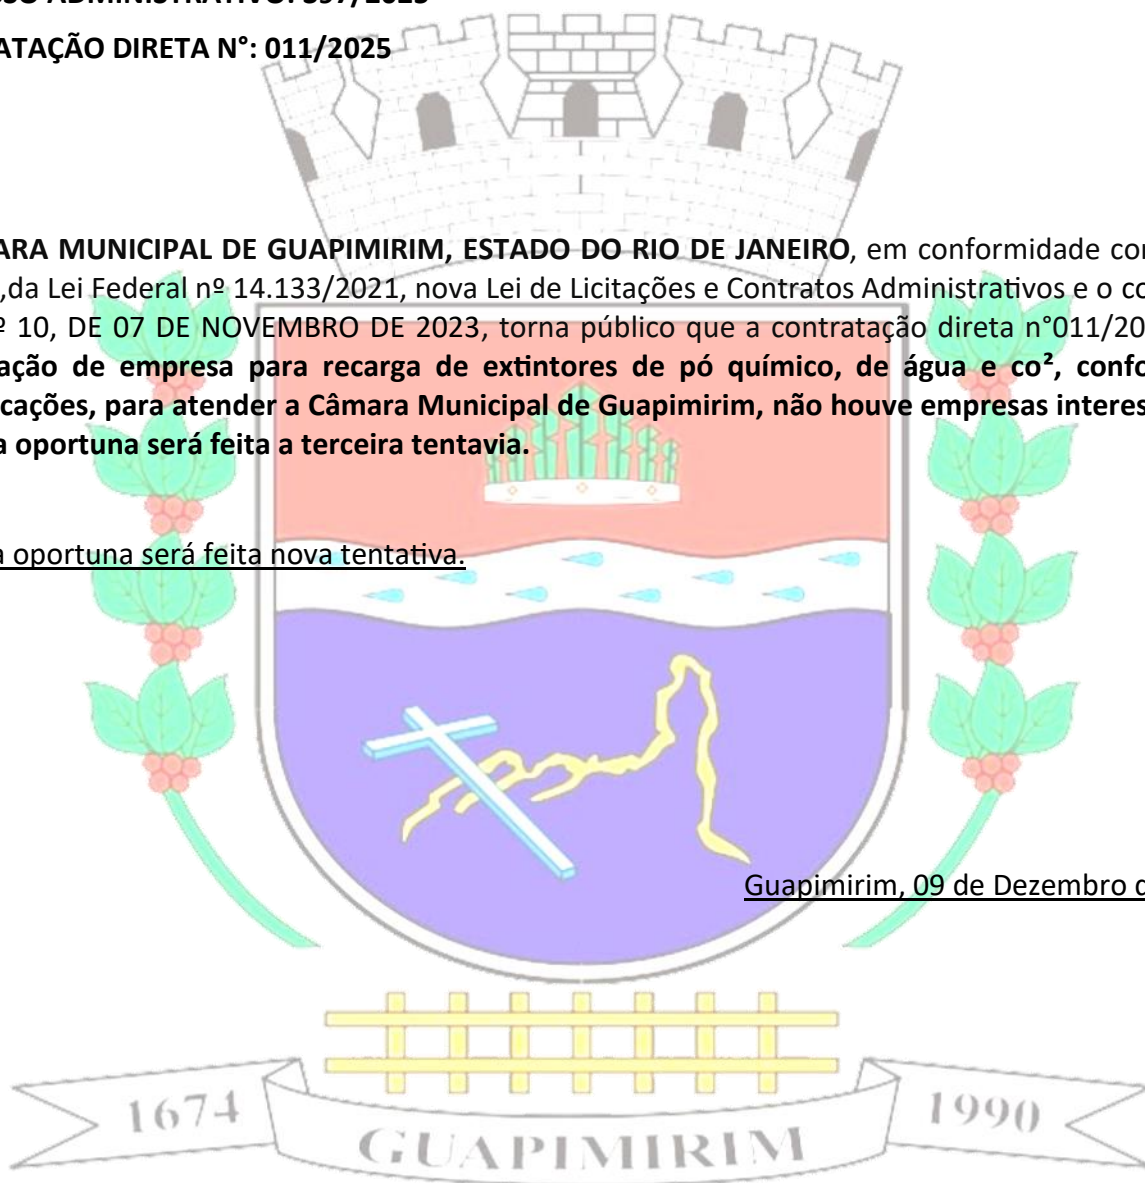 ATAÇÃO DIRETA N°: 011/2025
ARA MUNICIPAL DE GUAPIMIRIM, ESTADO DO RIO DE JANEIRO, em conformidade co
,da Lei Federal nº 14.133/2021, nova Lei de Licitações e Contratos Administrativos e o co
º 10, DE 07 DE NOVEMBRO DE 2023, torna público que a contratação direta n°011/20
ação de empresa para recarga de extintores de pó químico, de água e co², confo
cações, para atender a Câmara Municipal de Guapimirim, não houve empresas interes
a oportuna será feita a terceira tentavia.
a oportuna será feita nova tentativa.
Guapimirim, 09 de Dezembro d
1674
GUAPIMIRIM
1990